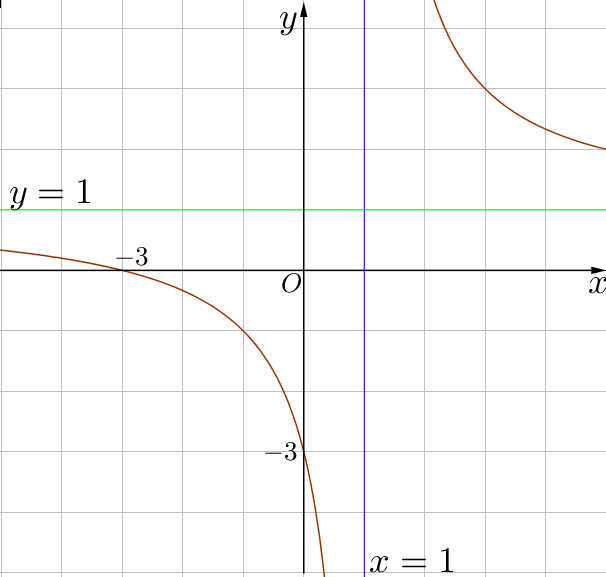 y
y = 1
−3
O
x
−3
x = 1